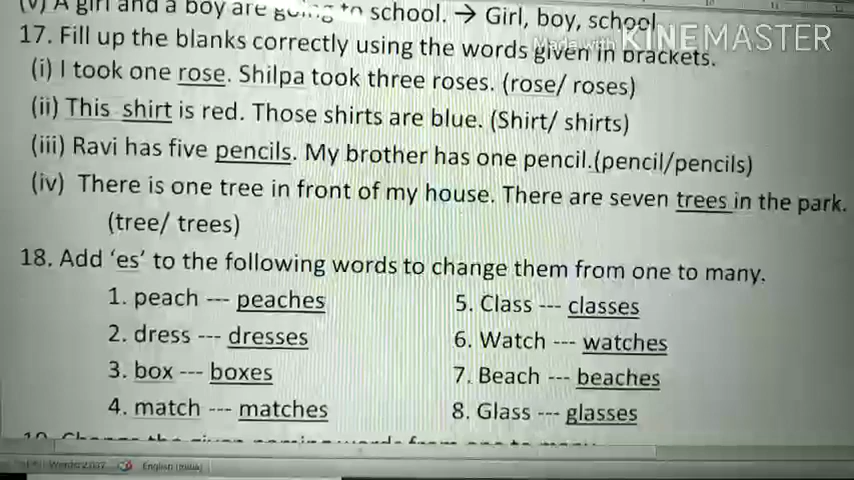 (v) A girl and a boy are going to school. → Girl, boy, school
Made with KINEMASTER
17. Fill up the blanks correctly using the words given in brackets.
(i) I took one rose. Shilpa took three roses. (rose/ roses)
(ii) This shirt is red. Those shirts are blue. (Shirt/ shirts)
(iii) Ravi has five pencils. My brother has one pencil.(pencil/pencils)
(iv) There is one tree in front of my house. There are seven trees in the park.
(tree/ trees)
18. Add ‘es’ to the following words to change them from one to many.
1. peach --- peaches
2. dress --- dresses
3. box --- boxes
4. match --- matches
5. Class --- classes
6. Watch --- watches
7. Beach --- beaches
8. Glass --- glasses
English (India)